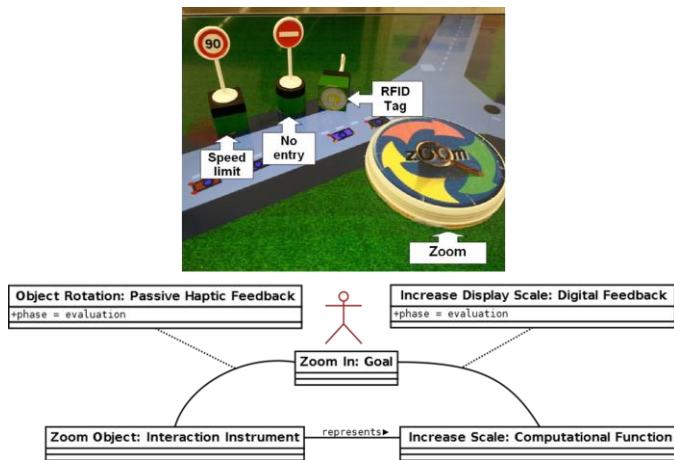 90
RFID
Tag
Speed
limit
No
entry
zoom
Zoom
Object Rotation: Passive Haptic Feedback
+phase = evaluation
Increase Display Scale: Digital Feedback
+phase = evaluation
Zoom In: Goal
Zoom Object: Interaction Instrument
represents▶
Increase Scale: Computational Function